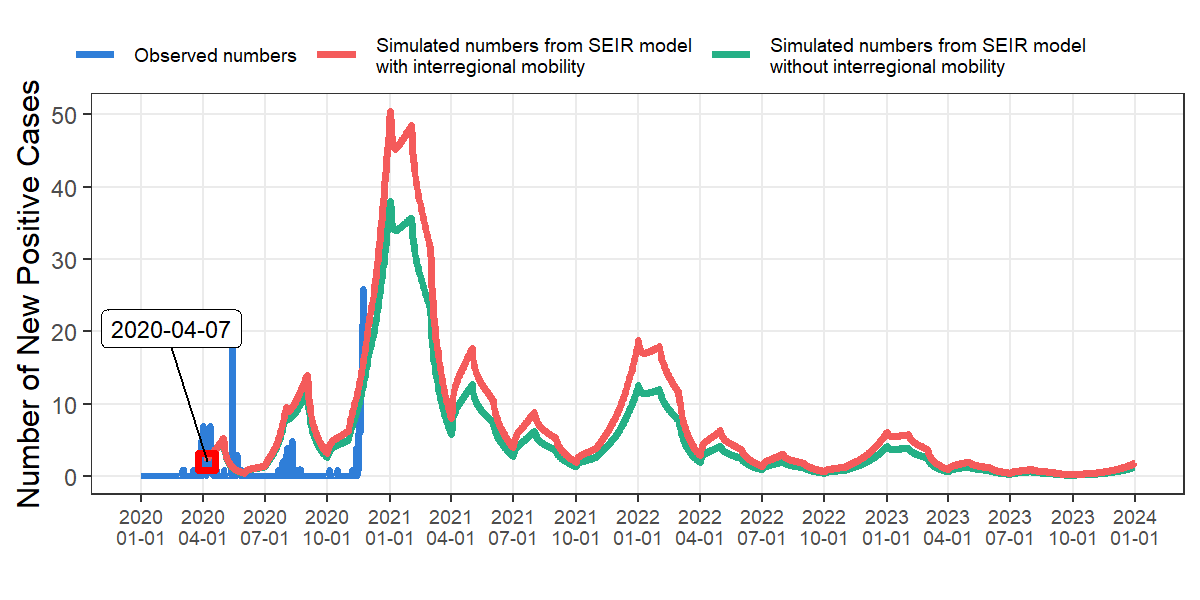 Observed numbers
Simulated numbers from SEIR model
with interregional mobility
Simulated numbers from SEIR model
without interregional mobility
Number of New Positive Cases
50
40
30
20
10
0
2020-04-07
2020 2020 2020 2020 2021 2021 2021 2021 2022 2022 2022 2022 2023 2023 2023 2023 2024
01-01 04-01 07-01 10-01 01-01 04-01 07-01 10-01 01-01 04-01 07-01 10-01 01-01 04-01 07-01 10-01 01-01